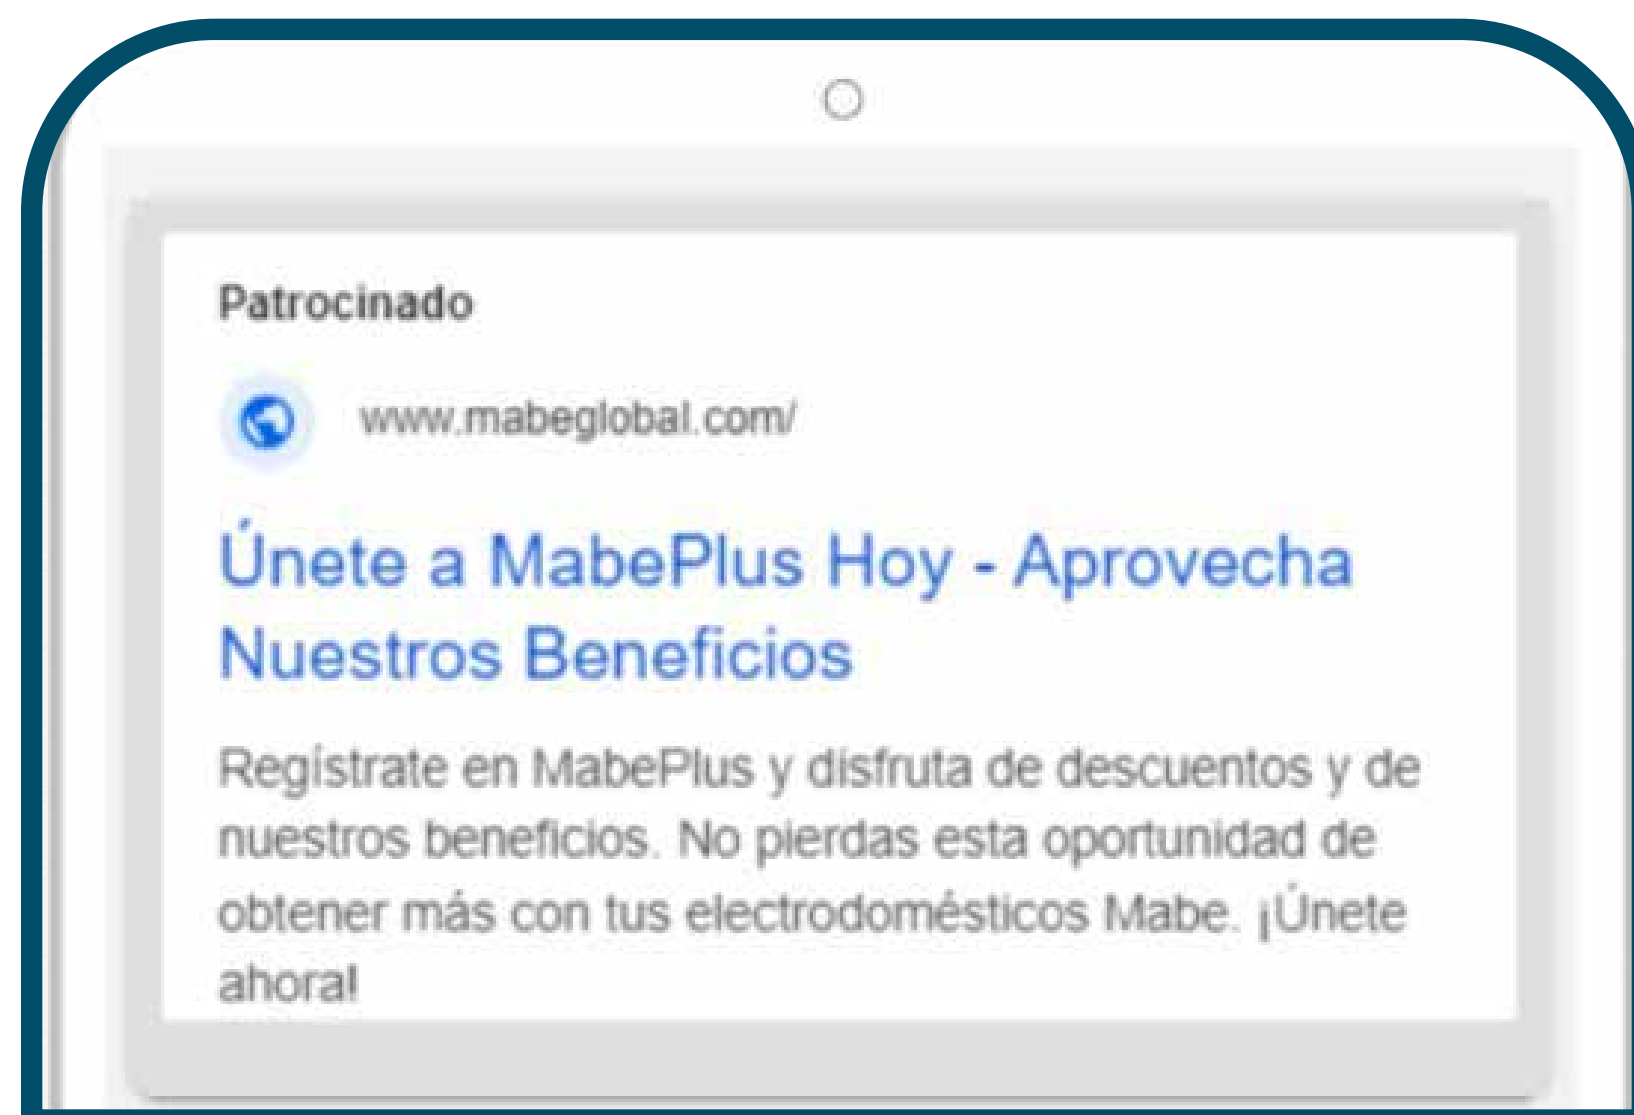 Patrocinado
www.mabeglobal.com/
Únete a MabePlus Hoy - Aprovecha
Nuestros Beneficios
Regístrate en MabePlus y disfruta de descuentos y de
nuestros beneficios. No pierdas esta oportunidad de
obtener más con tus electrodomésticos Mabe. ¡Únete
ahora!